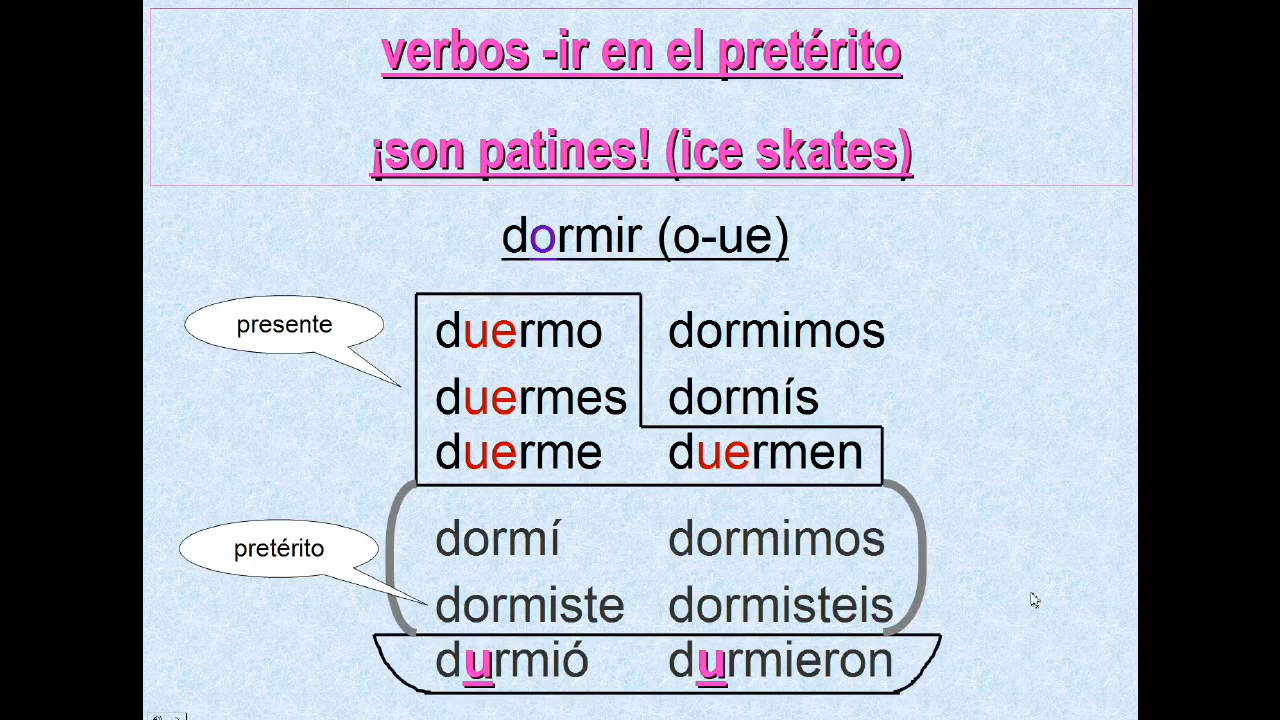 verbos -ir en el pretérito
¡son patines! (ice skates)
dormir (o-ue)
presente
duermo dormimos
duermes dormís
duerme duermen
pretérito
dormí dormimos
dormiste dormisteis
durmió durmieron